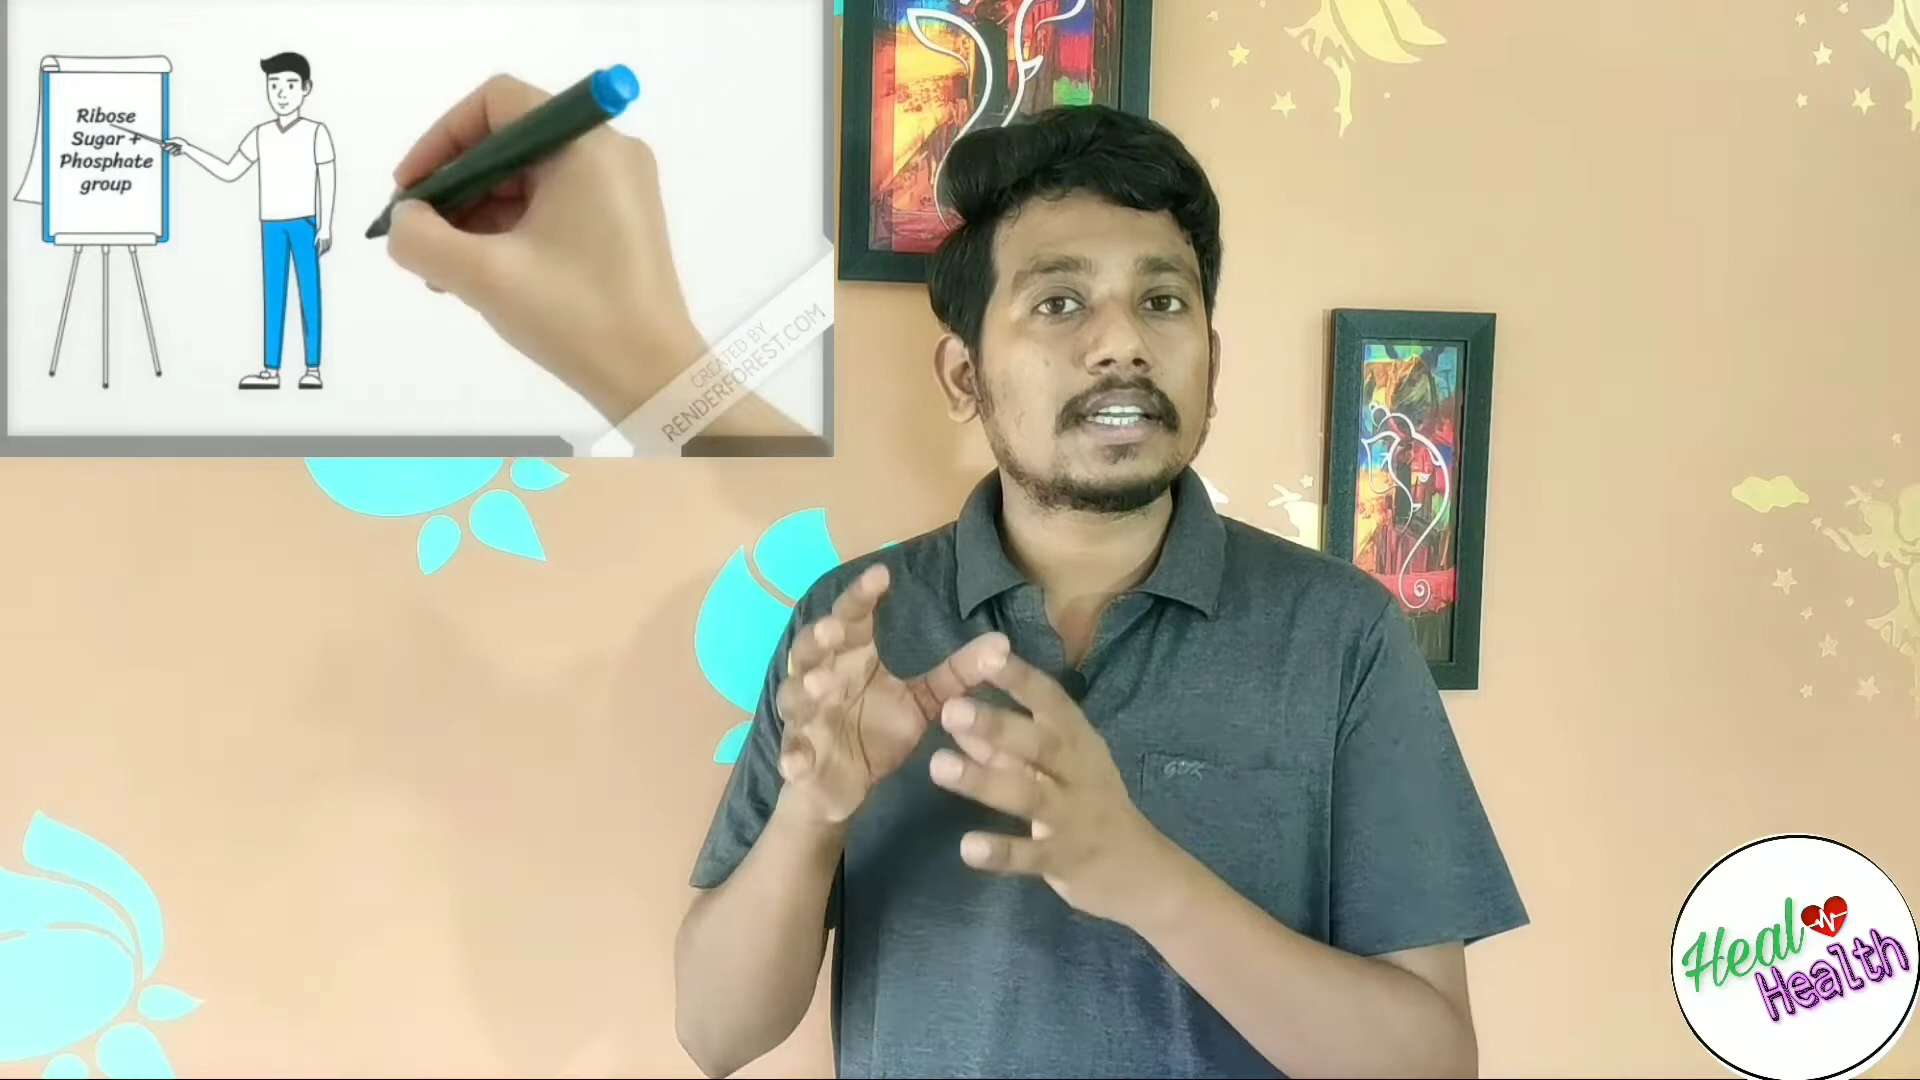 Ribose
Sugar +
Phosphate
group
CREATED BY
RENDERFOREST.COM
Heal
Health